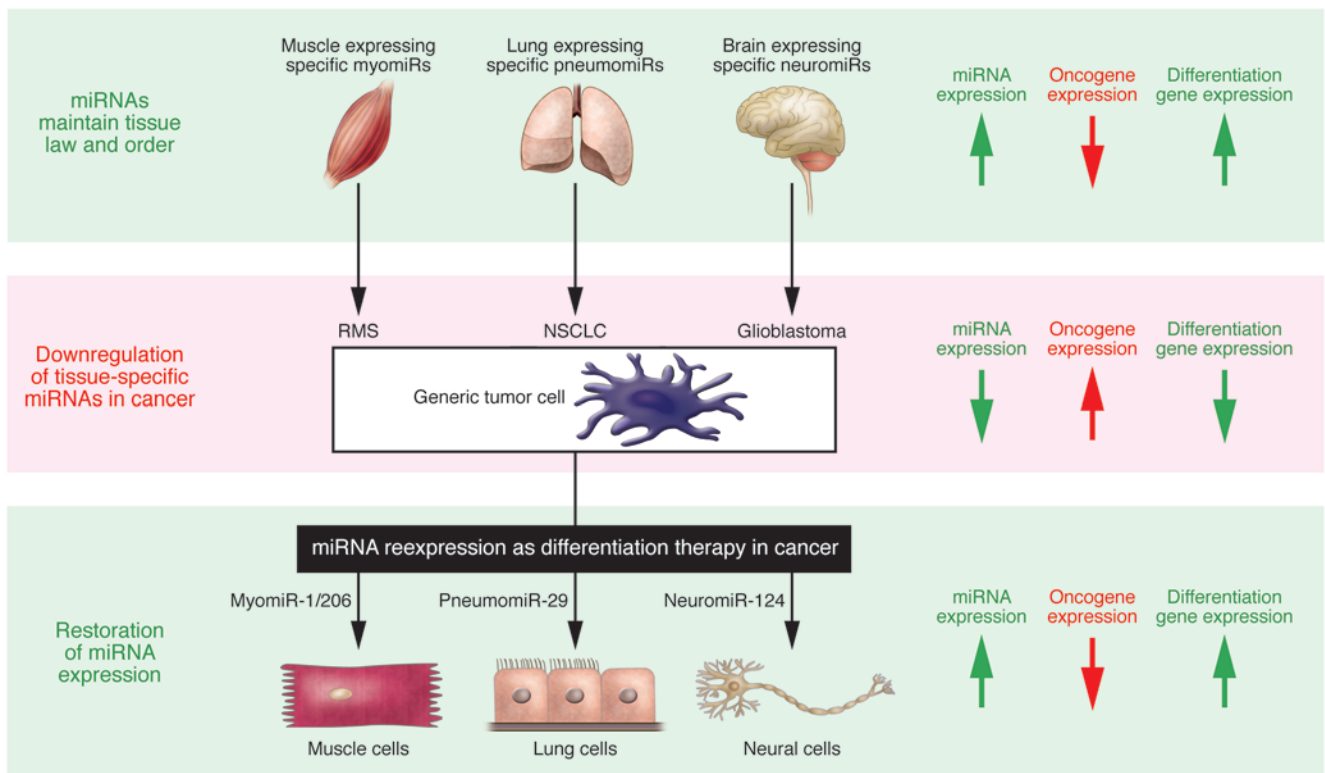 Muscle expressing
specific myomiRs
Lung expressing
specific pneumomiRs
Brain expressing
specific neuromiRs
miRNAs
maintain tissue
law and order
miRNA
expression
Oncogene
expression
Differentiation
gene expression
RMS
NSCLC
Glioblastoma
Downregulation
of tissue-specific
miRNAs in cancer
Generic tumor cell
miRNA
expression
Oncogene
expression
Differentiation
gene expression
miRNA reexpression as differentiation therapy in cancer
MyomiR-1/206
PneumomiR-29
NeuromiR-124
Restoration
of miRNA
expression
miRNA
expression
Oncogene
expression
Differentiation
gene expression
Muscle cells
Lung cells
Neural cells